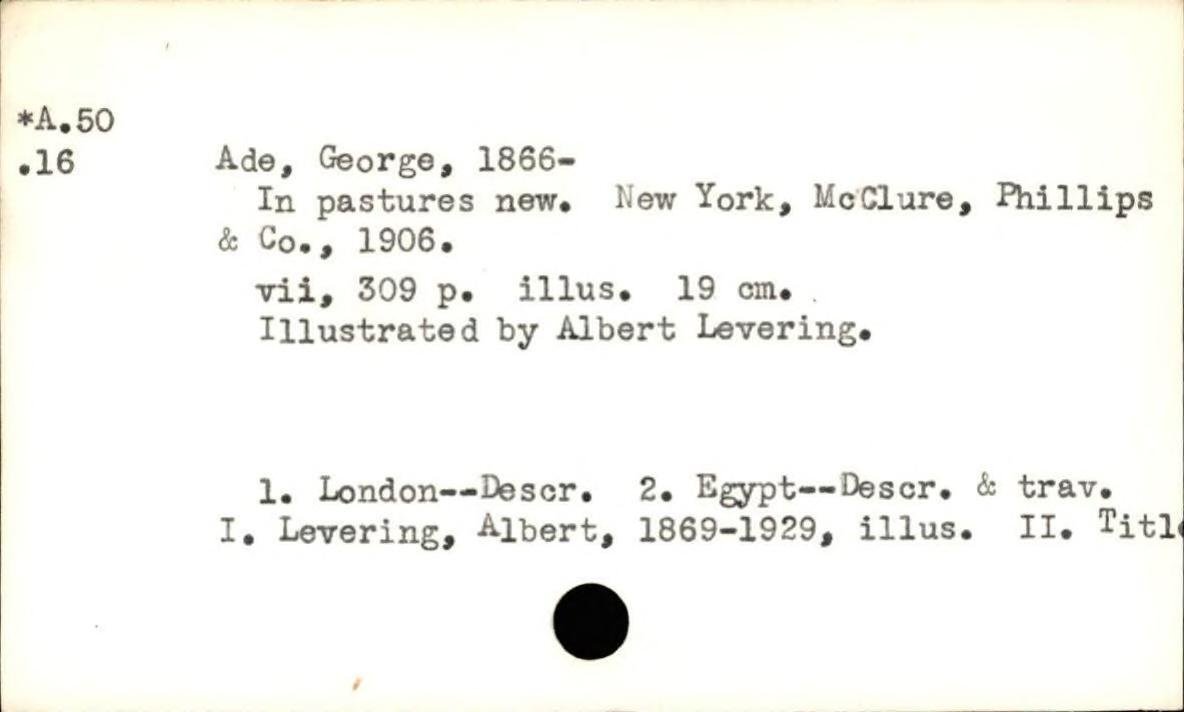 *A.50
.16 Ade, George, 1866-
In pastures new. New York, McClure, Phillips
& Co., 1906.
vii, 309 p. illus. 19 cm.
Illustrated by Albert Levering.
1. London--Descr. 2. Egypt--Descr. & trav.
I. Levering, Albert, 1869-1929, illus. II. Title